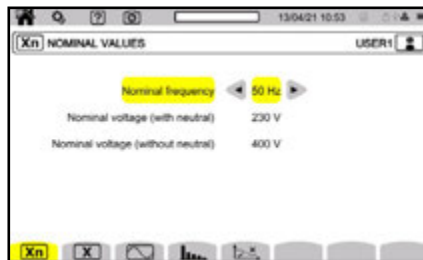 13/04/21 10:53
Xn NOMINAL VALUES USER1
Nominal frequency 50 Hz
Nominal voltage (with neutral) 230 V
Nominal voltage (without neutral) 400 V
Xn X